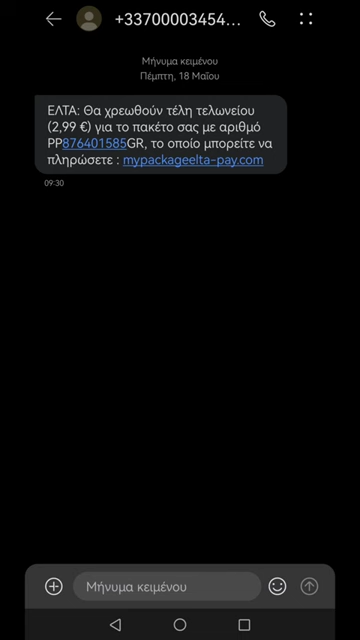 +33700003454...
Μήνυμα κειμένου
Πέμπτη, 18 Μαΐου
ΕΛΤΑ: Θα χρεωθούν τέλη τελωνείου
(2,99 €) για το πακέτο σας με αριθμό
PP876401585GR, το οποίο μπορείτε να
πληρώσετε : mypackageelta-pay.com
09:30
Μήνυμα κειμένου